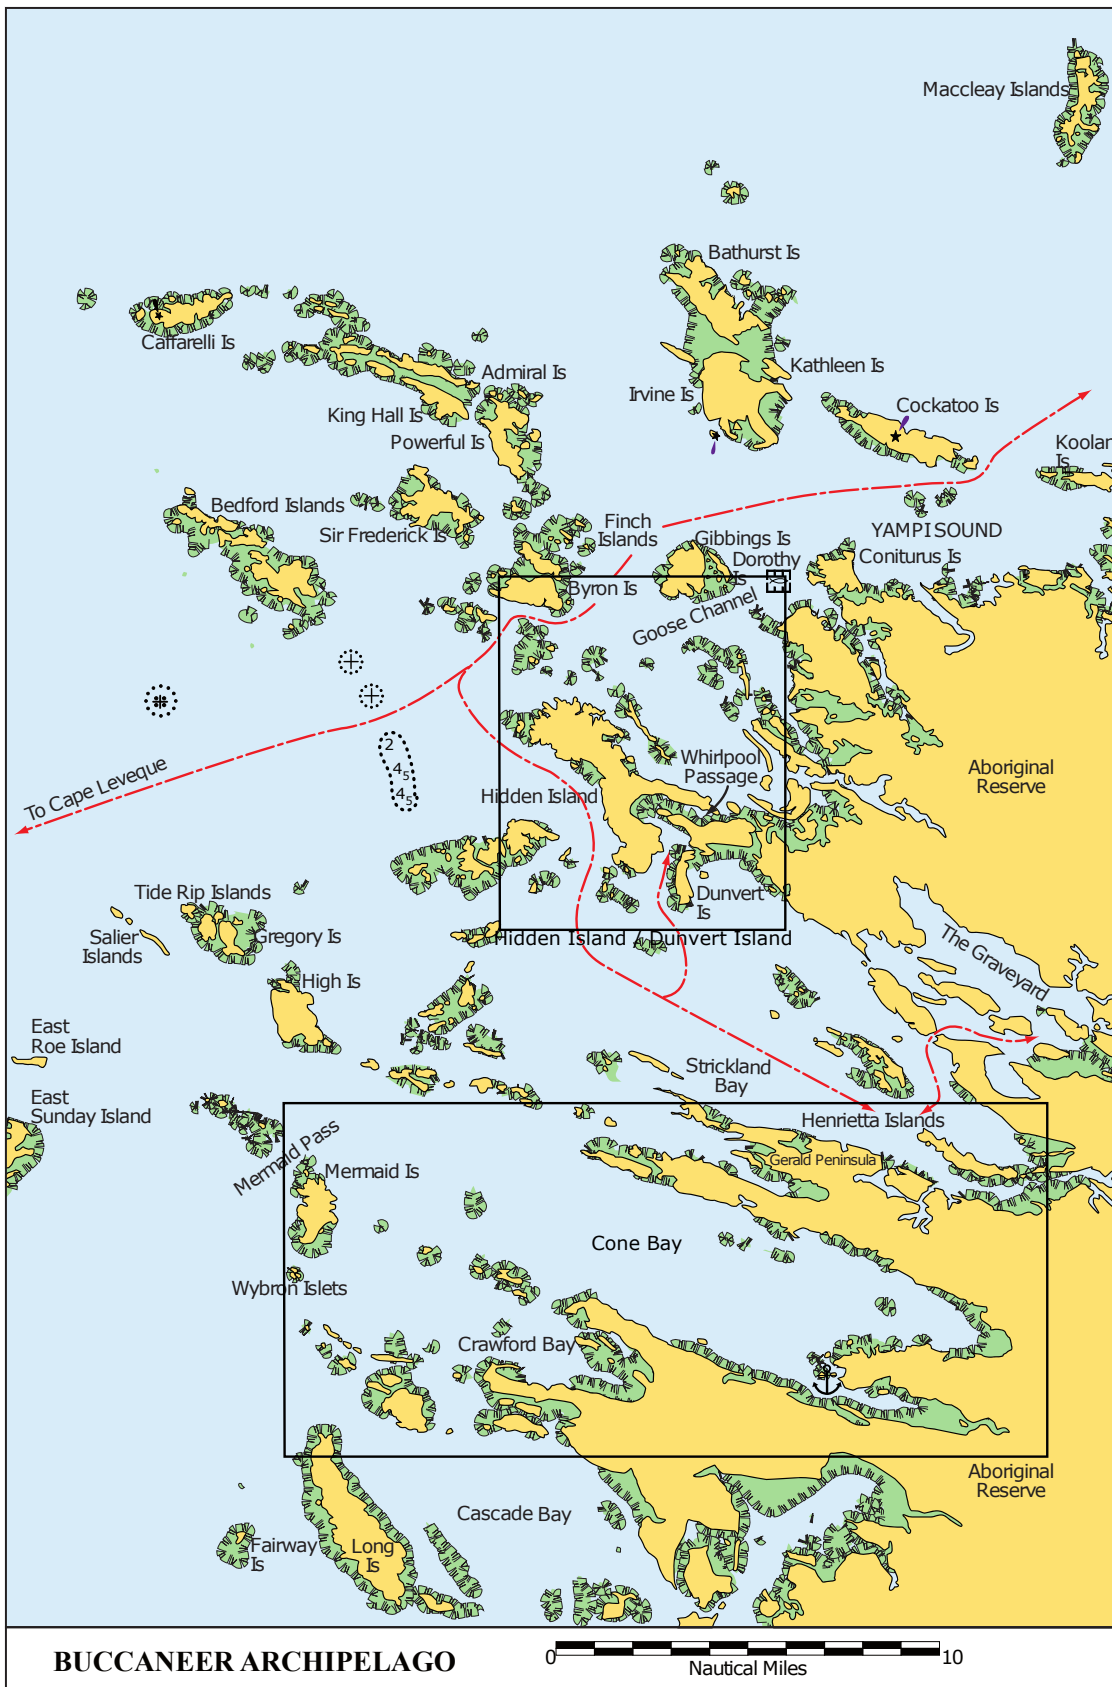 Maccleay Islands
Bathurst Is
Caffarelli Is
Kathleen Is
Admiral Is
Irvine Is
Cockatoo Is
King Hall Is
Powerful Is
Koolan
Is
Bedford Islands
Sir Frederick Is
Finch
Islands
YAMPI SOUND
Gibbings Is
Dorothy
Is
Coniturus Is
Byron Is
Goose Channel
2
4₅
4₅
Whirlpool
Passage
Aboriginal
Reserve
To Cape Leveque
Hidden Island
Tide Rip Islands
Dunvert
Is
Salier
Islands
Gregory Is
Hidden Island / Dunvert Island
The Graveyard
High Is
East
Roe Island
Strickland
Bay
East
Sunday Island
Henrietta Islands
Mermaid Pass
Gerald Peninsula
Mermaid Is
Cone Bay
Wybron Islets
Crawford Bay
Aboriginal
Reserve
Cascade Bay
Fairway
Is
Long
Is
BUCCANEER ARCHIPELAGO
0
10
Nautical Miles